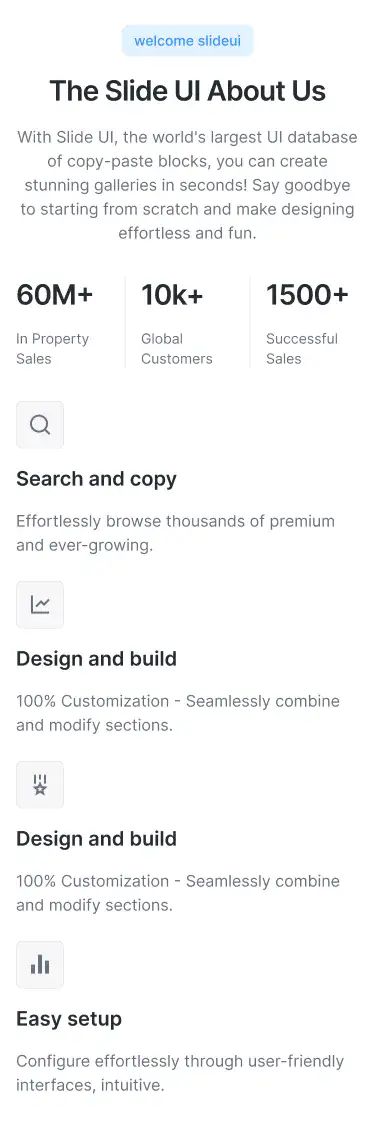 welcome slideui
The Slide UI About Us
With Slide UI, the world's largest UI database
of copy-paste blocks, you can create
stunning galleries in seconds! Say goodbye
to starting from scratch and make designing
effortless and fun.
60M+
In Property
Sales
10k+
Global
Customers
1500+
Successful
Sales
Search and copy
Effortlessly browse thousands of premium
and ever-growing.
Design and build
100% Customization - Seamlessly combine
and modify sections.
Design and build
100% Customization - Seamlessly combine
and modify sections.
Easy setup
Configure effortlessly through user-friendly
interfaces, intuitive.